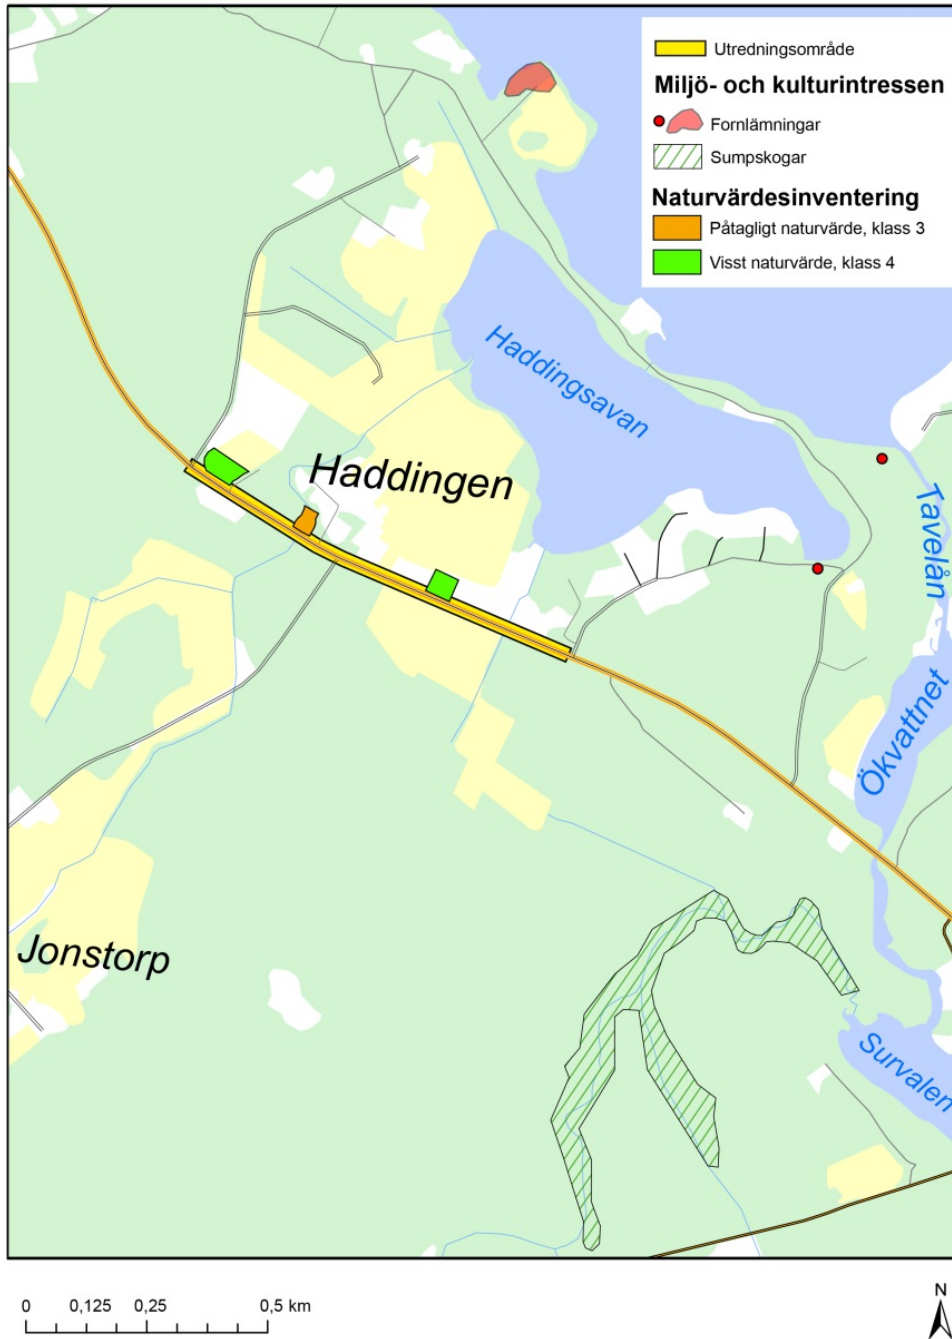 Utredningsområde
Miljö- och kulturintressen
Fornlämningar
Sumpskogar
Naturvärdesinventering
Påtagligt naturvärde, klass 3
Visst naturvärde, klass 4
Haddingsavan
Haddingen
Tavelån
Ökvattnet
Jonstorp
Survalen
0 0,125 0,25 0,5 km
N